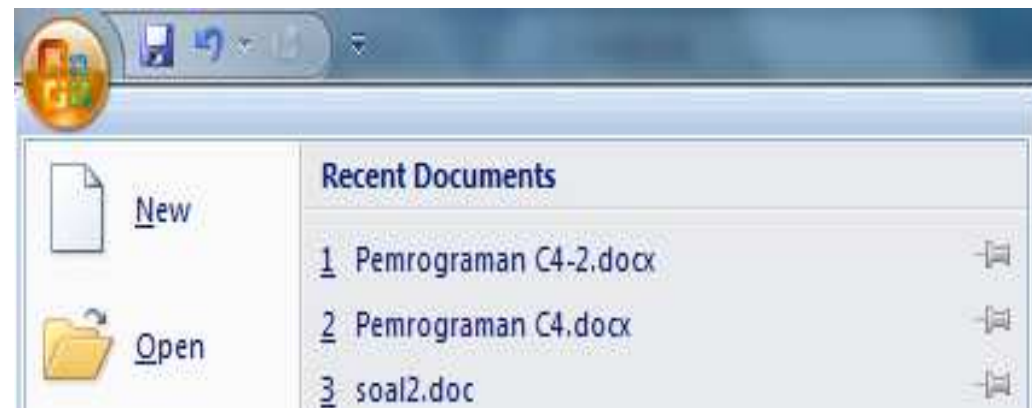 Recent Documents
New
1 Pemrograman C4-2.docx
2 Pemrograman C4.docx
Open
3 soal2.doc